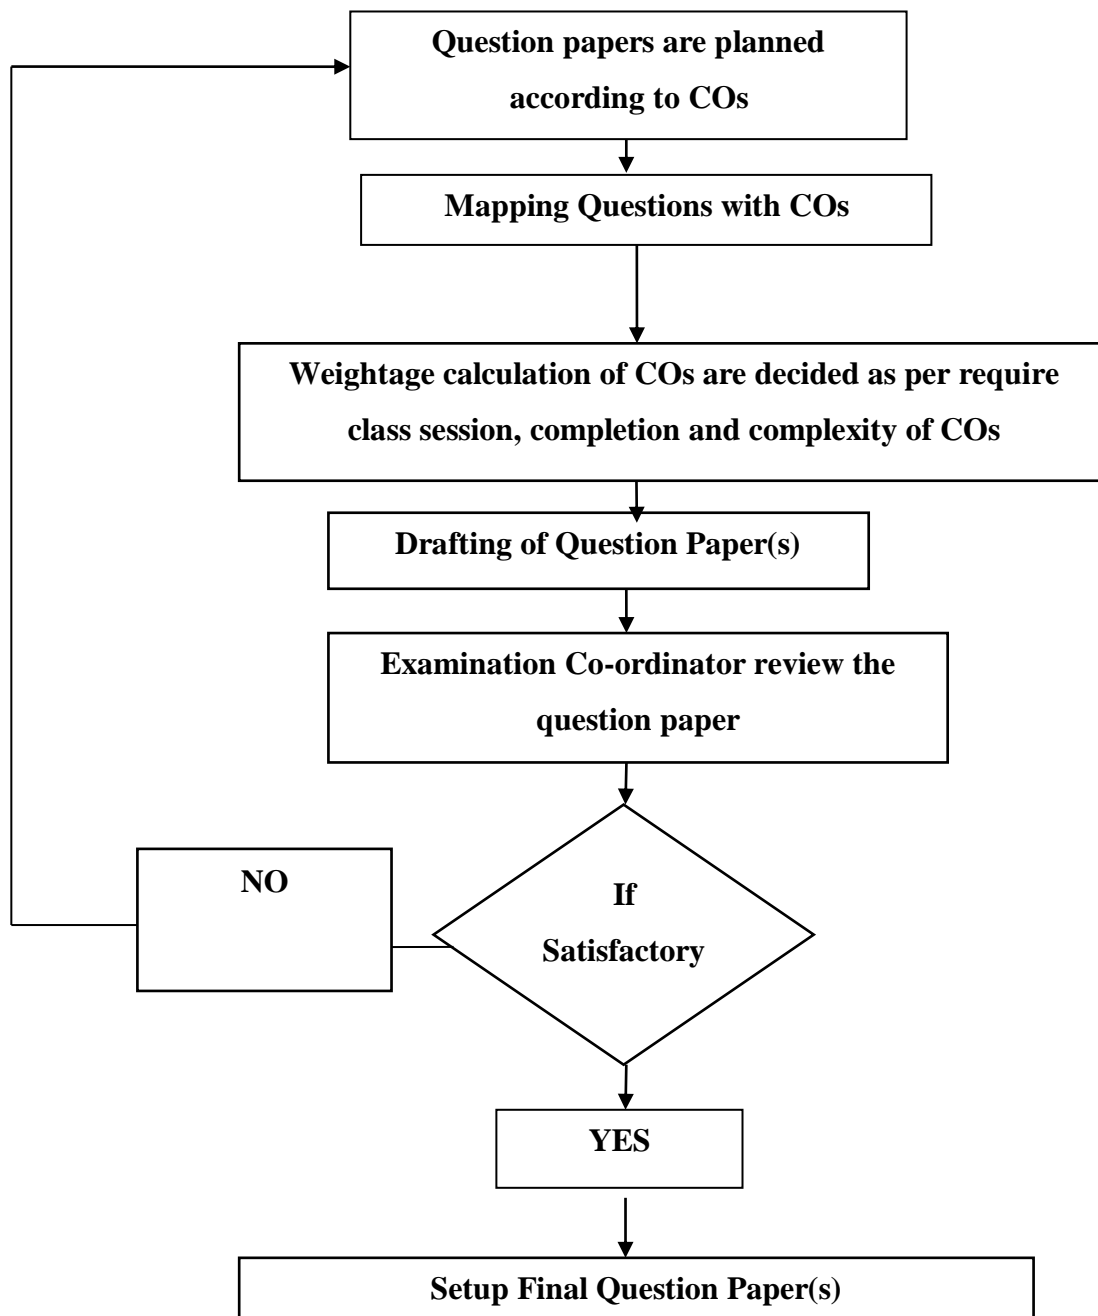 Question papers are planned
according to COs
Mapping Questions with COs
Weightage calculation of COs are decided as per require
class session, completion and complexity of COs
Drafting of Question Paper(s)
Examination Co-ordinator review the
question paper
NO
If
Satisfactory
YES
Setup Final Question Paper(s)